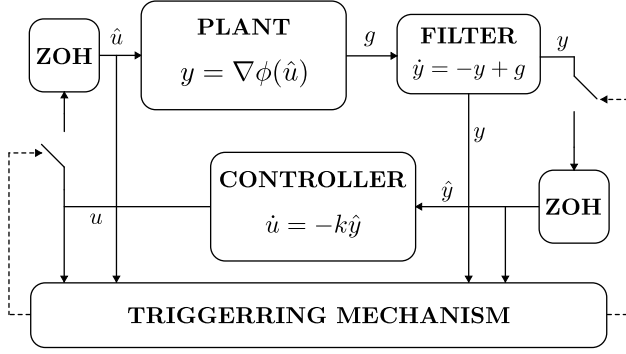 ZOH
û
PLANT
y = ∇ϕ(û)
g
FILTER
ẏ = −y + g
y
y
CONTROLLER
u̇ = −kŷ
ŷ
ZOH
u
TRIGGERRING MECHANISM